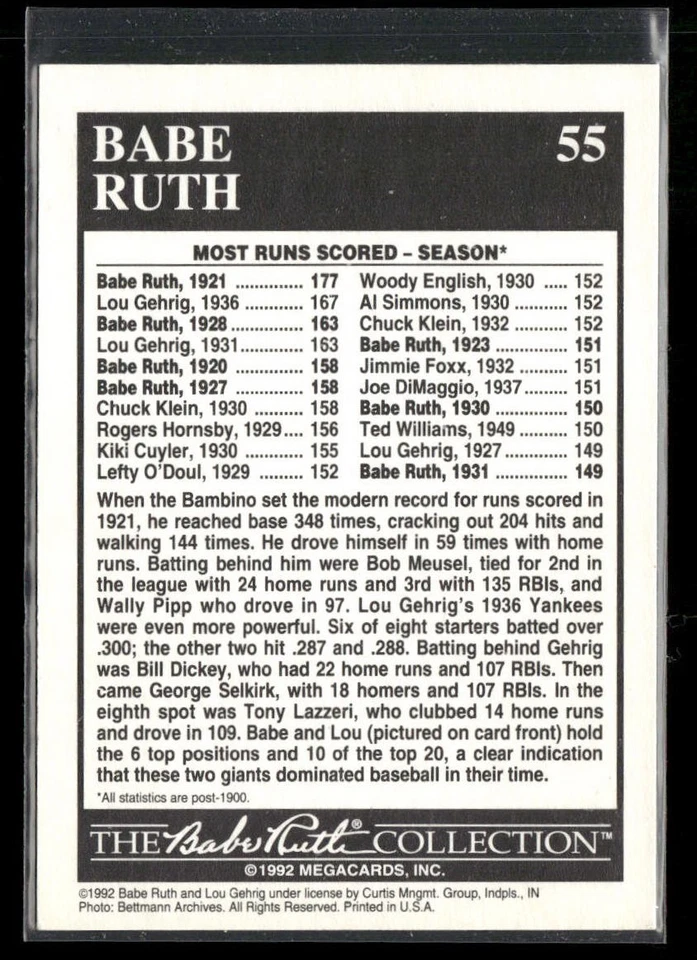 BABE
RUTH
55
MOST RUNS SCORED – SEASON*
Babe Ruth, 1921 .............. 177
Lou Gehrig, 1936 ............ 167
Babe Ruth, 1928 ............... 163
Lou Gehrig, 1931 ............. 163
Babe Ruth, 1920 .............. 158
Babe Ruth, 1927 .............. 158
Chuck Klein, 1930 .......... 158
Rogers Hornsby, 1929 .... 156
Kiki Cuyler, 1930 ............ 155
Lefty O'Doul, 1929 ......... 152
Woody English, 1930 ..... 152
Al Simmons, 1930 ........... 152
Chuck Klein, 1932 ........... 152
Babe Ruth, 1923 .............. 151
Jimmie Foxx, 1932 .......... 151
Joe DiMaggio, 1937 ......... 151
Babe Ruth, 1930 .............. 150
Ted Williams, 1949 .......... 150
Lou Gehrig, 1927 ............. 149
Babe Ruth, 1931 .............. 149
When the Bambino set the modern record for runs scored in
1921, he reached base 348 times, cracking out 204 hits and
walking 144 times. He drove himself in 59 times with home
runs. Batting behind him were Bob Meusel, tied for 2nd in
the league with 24 home runs and 3rd with 135 RBIs, and
Wally Pipp who drove in 97. Lou Gehrig's 1936 Yankees
were even more powerful. Six of eight starters batted over
.300; the other two hit .287 and .288. Batting behind Gehrig
was Bill Dickey, who had 22 home runs and 107 RBIs. Then
came George Selkirk, with 18 homers and 107 RBIs. In the
eighth spot was Tony Lazzeri, who clubbed 14 home runs
and drove in 109. Babe and Lou (pictured on card front) hold
the 6 top positions and 10 of the top 20, a clear indication
that these two giants dominated baseball in their time.
*All statistics are post-1900.
THE Babe Ruth® COLLECTION™
©1992 MEGACARDS, INC.
©1992 Babe Ruth and Lou Gehrig under license by Curtis Mngmt. Group, Indpls., IN
Photo: Bettmann Archives. All Rights Reserved. Printed in U.S.A.